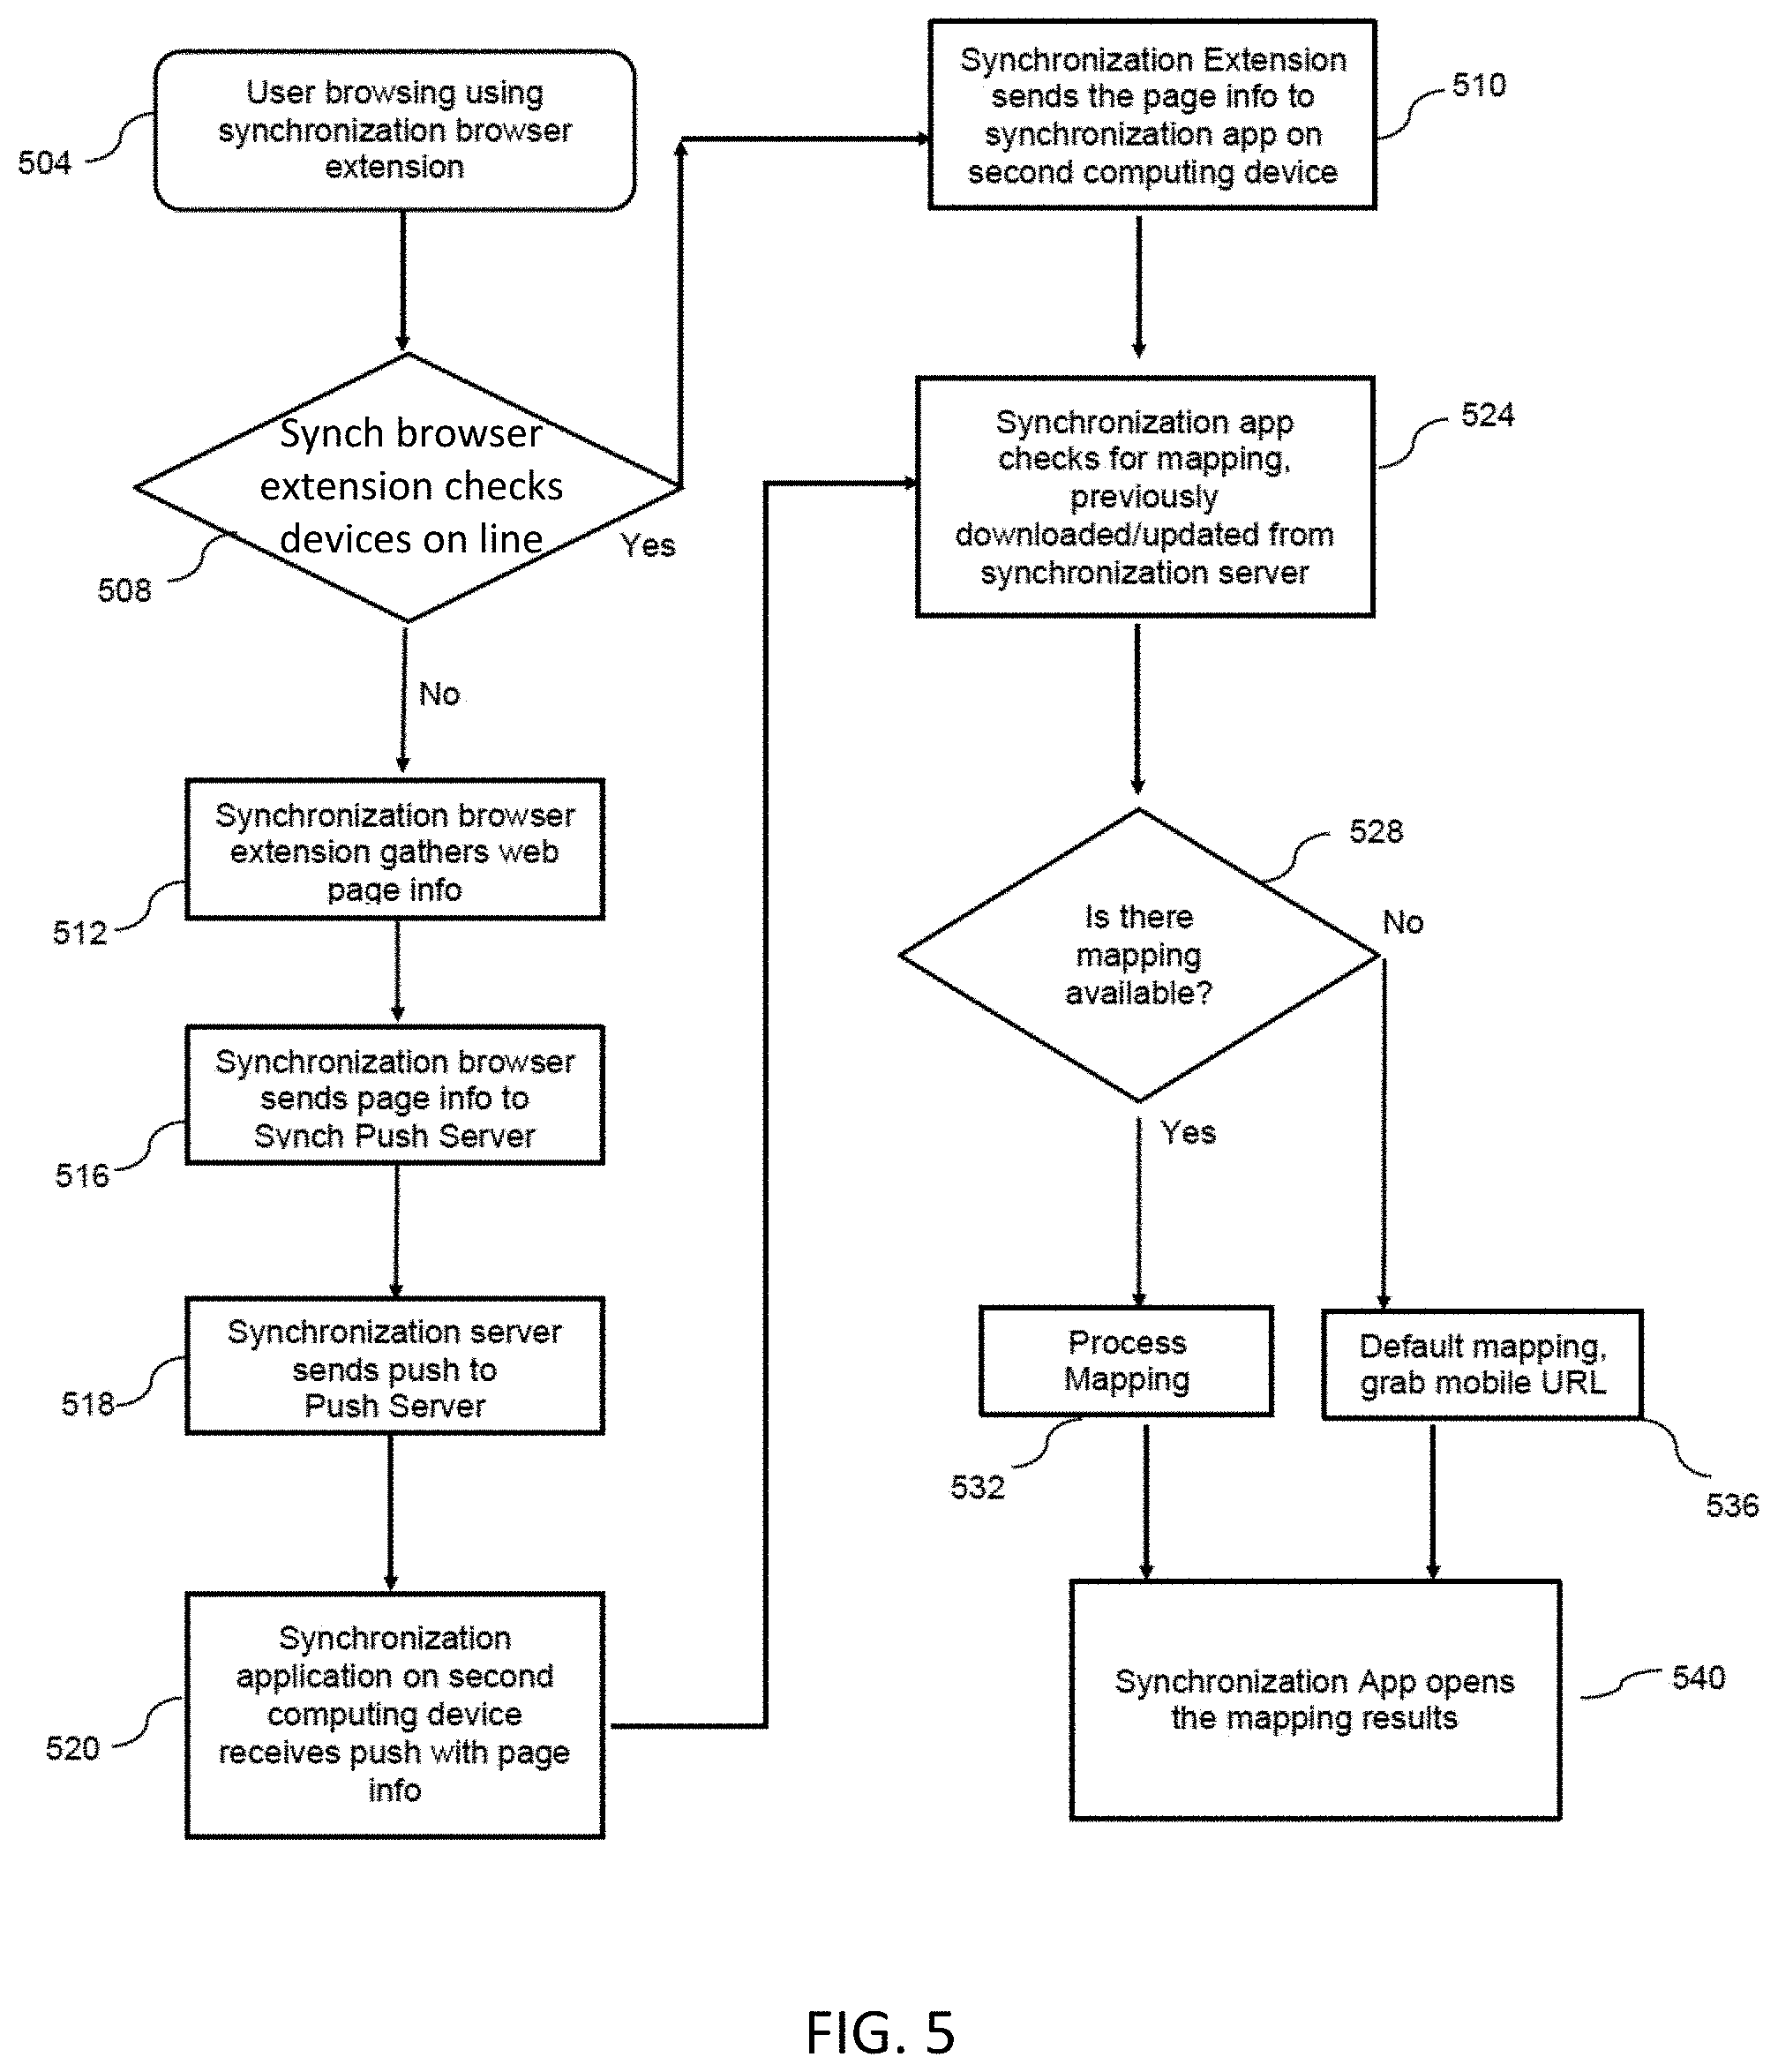 User browsing using
synchronization browser
extension
504
Synch browser
extension checks
devices on line
508
Yes
No
Synchronization browser
extension gathers web
page info
512
Synchronization browser
sends page info to
Synch Push Server
516
Synchronization server
sends push to
Push Server
518
Synchronization
application on second
computing device
receives push with page
info
520
Synchronization Extension
sends the page info to
synchronization app on
second computing device
510
Synchronization app
checks for mapping,
previously
downloaded/updated from
synchronization server
524
Is there
mapping
available?
528
No
Yes
Process
Mapping
532
Default mapping,
grab mobile URL
536
Synchronization App opens
the mapping results
540
FIG. 5